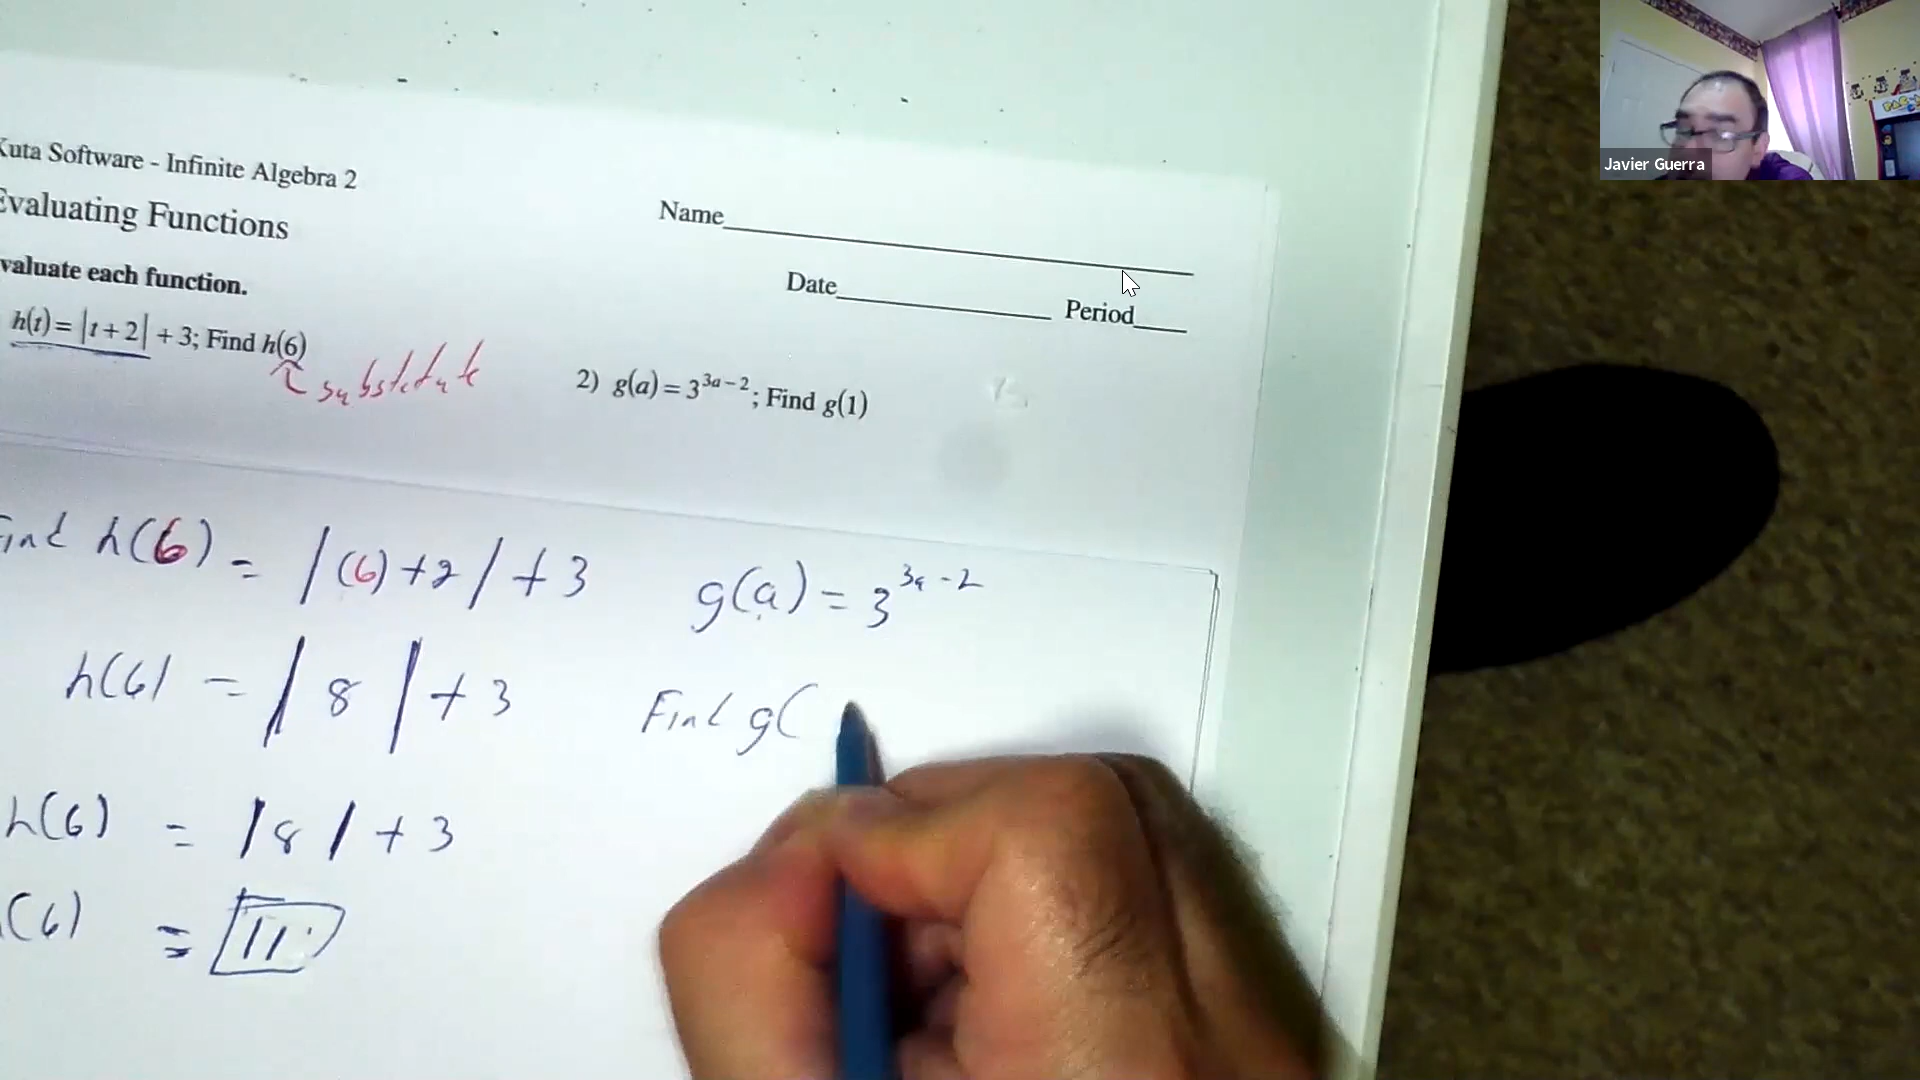 Kuta Software - Infinite Algebra 2
Evaluating Functions
Name
Date Period
valuate each function.
h(t) = |t + 2| + 3; Find h(6)
substitute
2) g(a) = 3^{3a - 2}; Find g(1)
Find h(6) = |(6) + 2| + 3
h(6) = |8| + 3
h(6) = |8| + 3
(6) = 11
g(a) = 3^{3a - 2}
Find g(
Javier Guerra